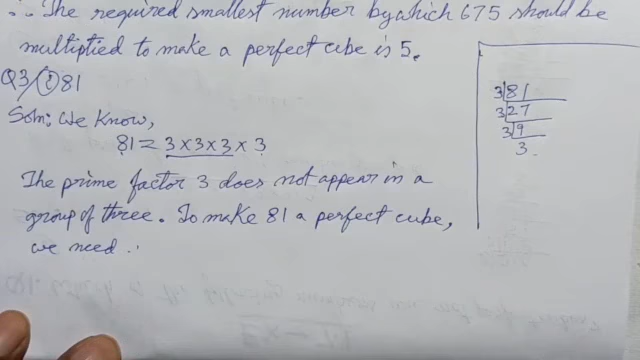 ∴ The required smallest number by which 675 should be
multiplied to make a perfect cube is 5.
Q3/(i) 81
Soln: We know,
81 = 3×3×3×3
The prime factor 3 does not appear in a
group of three. To make 81 a perfect cube,
we need .
3|81
3|27
3|9
3